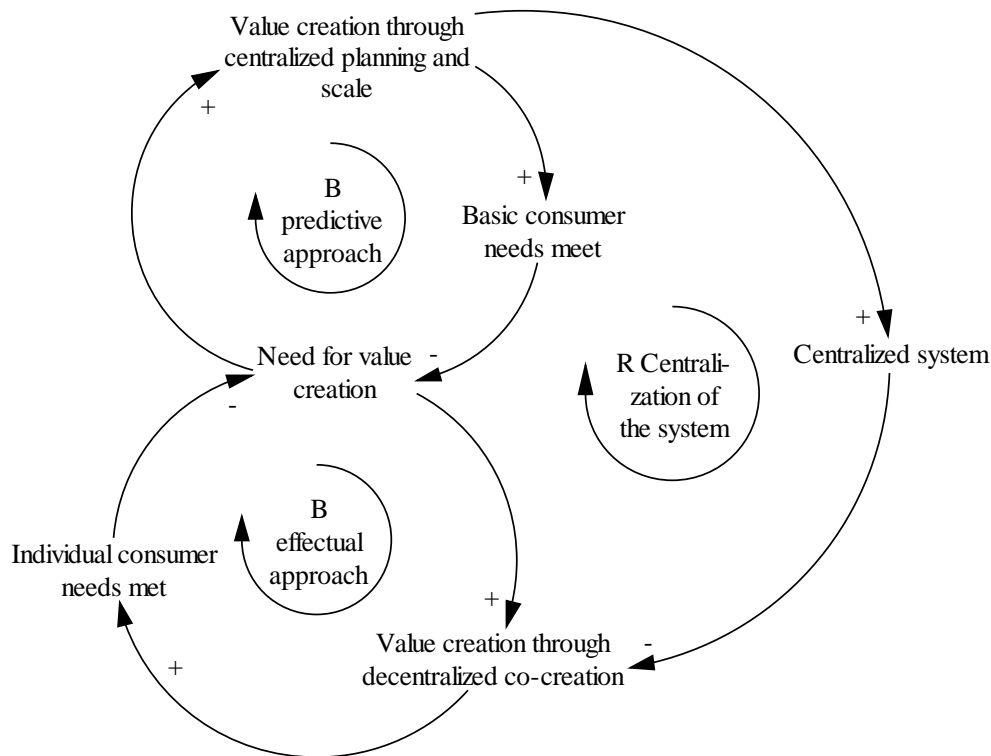 Value creation through
centralized planning and
scale
+
B
predictive
approach
+
Basic consumer
needs meet
-
Need for value
creation
-
+
Centralized system
R Centrali-
zation of
the system
B
effectual
approach
Individual consumer
needs met
+
+
Value creation through
decentralized co-creation
-